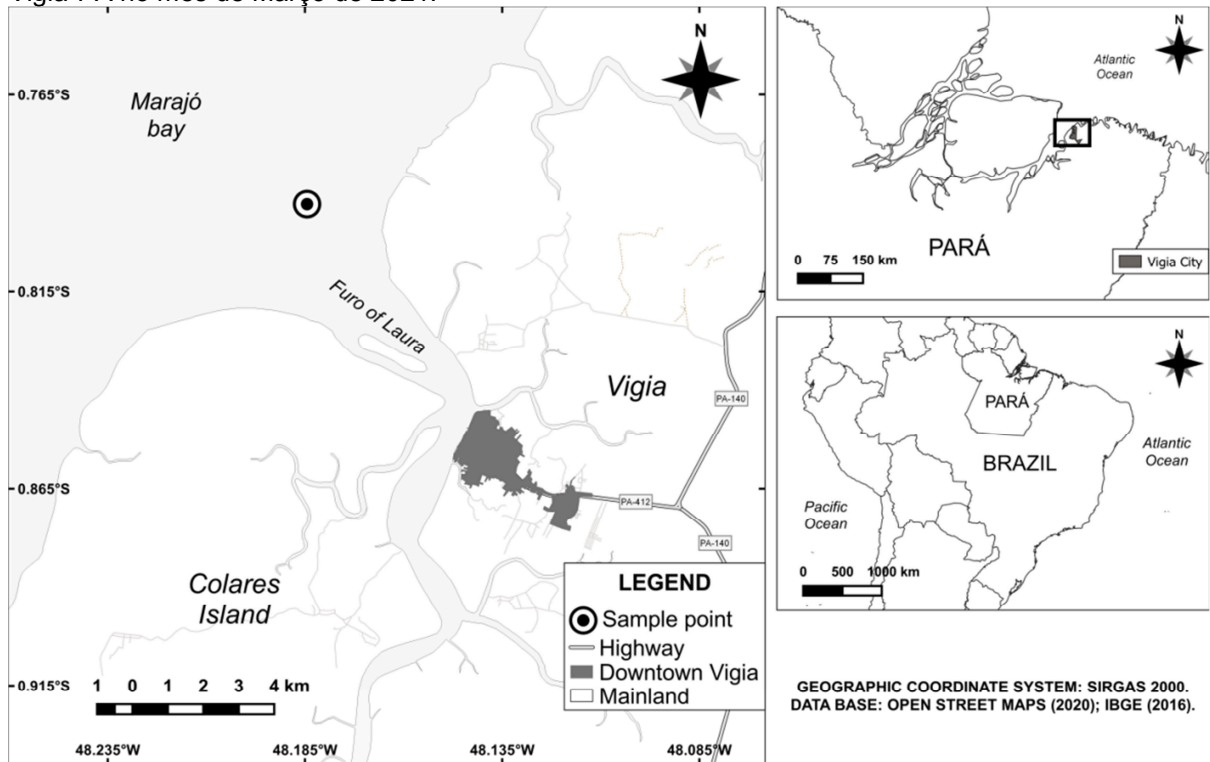 N
0.765°S
Marajó
bay
0.815°S
Furo of Laura
Vigia
PA-140
0.865°S
PA-412
PA-140
Colares
Island
LEGEND
Sample point
Highway
Downtown Vigia
Mainland
0.915°S
1 0 1 2 3 4 km
48.235°W 48.185°W 48.135°W 48.085°W
N
Atlantic
Ocean
PARÁ
0 75 150 km
Vigia City
N
PARÁ
BRAZIL
Atlantic
Ocean
Pacific
Ocean
0 500 1000 km
GEOGRAPHIC COORDINATE SYSTEM: SIRGAS 2000.
DATA BASE: OPEN STREET MAPS (2020); IBGE (2016).